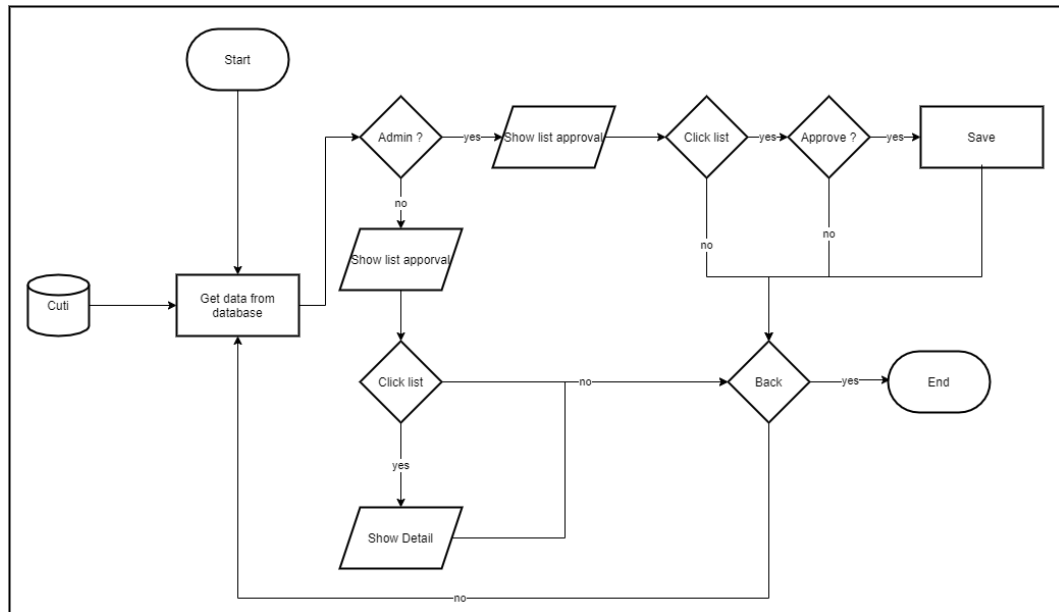 Start
Admin ?
yes
Show list approval
Click list
yes
Approve ?
yes
Save
no
Show list apporval
no
no
Cuti
Get data from
database
Click list
no
Back
yes
End
yes
Show Detail
no